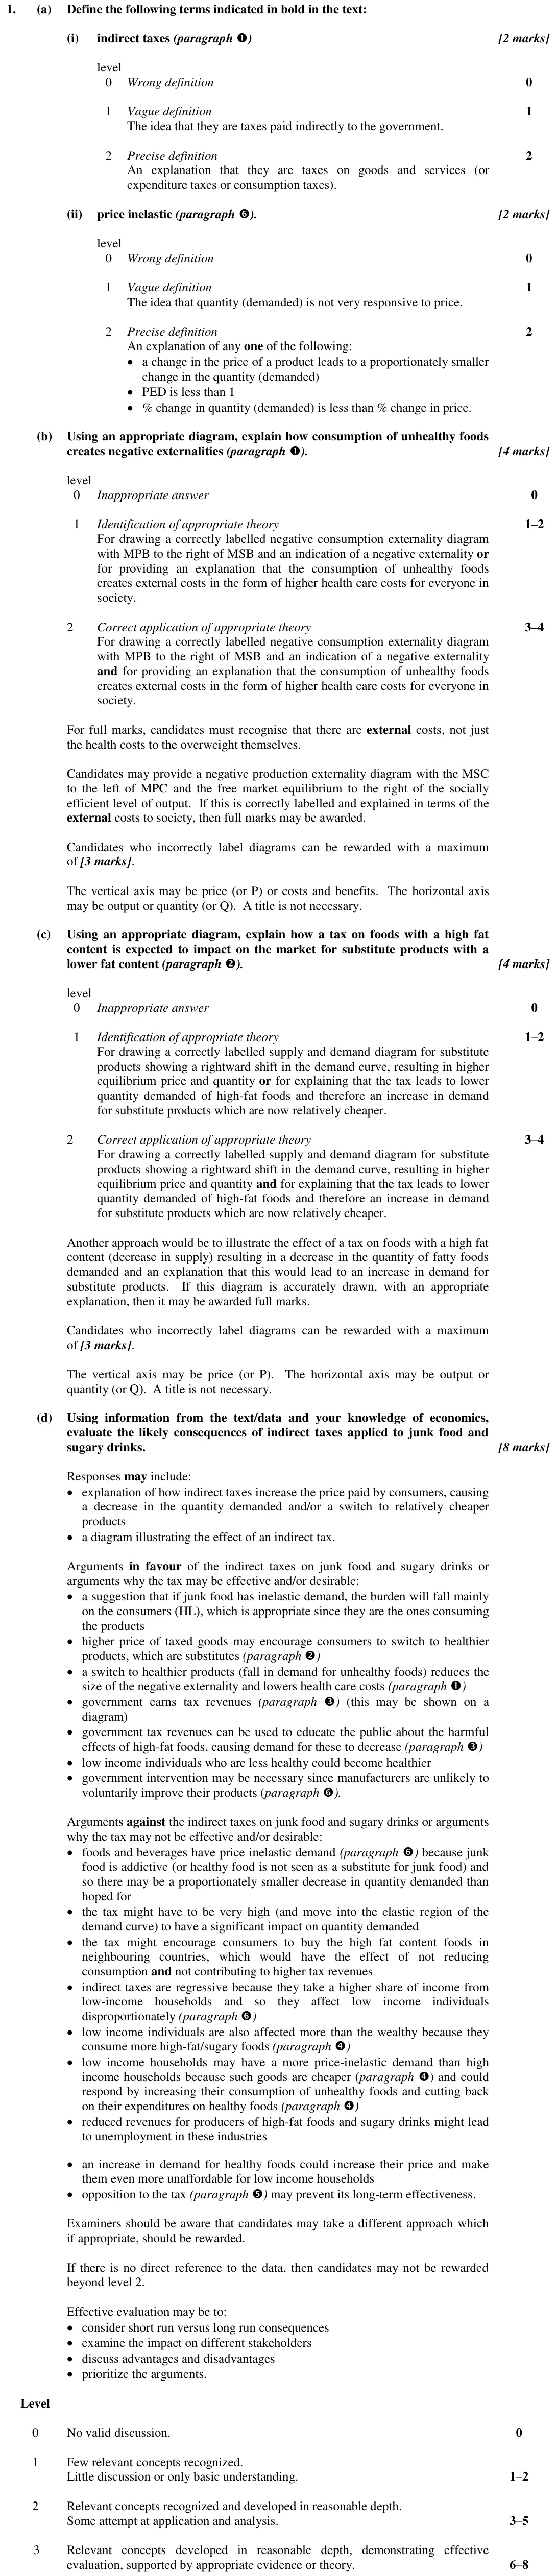 1. (a) Define the following terms indicated in bold in the text:
(i) indirect taxes (paragraph ❶) [2 marks]
level
0 Wrong definition 0
1 Vague definition 1
The idea that they are taxes paid indirectly to the government.
2 Precise definition 2
An explanation that they are taxes on goods and services (or
expenditure taxes or consumption taxes).
(ii) price inelastic (paragraph ❻). [2 marks]
level
0 Wrong definition 0
1 Vague definition 1
The idea that quantity (demanded) is not very responsive to price.
2 Precise definition 2
An explanation of any one of the following:
• a change in the price of a product leads to a proportionately smaller
change in the quantity (demanded)
• PED is less than 1
• % change in quantity (demanded) is less than % change in price.
(b) Using an appropriate diagram, explain how consumption of unhealthy foods
creates negative externalities (paragraph ❶). [4 marks]
level
0 Inappropriate answer 0
1 Identification of appropriate theory 1–2
For drawing a correctly labelled negative consumption externality diagram
with MPB to the right of MSB and an indication of a negative externality or
for providing an explanation that the consumption of unhealthy foods
creates external costs in the form of higher health care costs for everyone in
society.
2 Correct application of appropriate theory 3–4
For drawing a correctly labelled negative consumption externality diagram
with MPB to the right of MSB and an indication of a negative externality
and for providing an explanation that the consumption of unhealthy foods
creates external costs in the form of higher health care costs for everyone in
society.
For full marks, candidates must recognise that there are external costs, not just
the health costs to the overweight themselves.
Candidates may provide a negative production externality diagram with the MSC
to the left of MPC and the free market equilibrium to the right of the socially
efficient level of output. If this is correctly labelled and explained in terms of the
external costs to society, then full marks may be awarded.
Candidates who incorrectly label diagrams can be rewarded with a maximum
of [3 marks].
The vertical axis may be price (or P) or costs and benefits. The horizontal axis
may be output or quantity (or Q). A title is not necessary.
(c) Using an appropriate diagram, explain how a tax on foods with a high fat
content is expected to impact on the market for substitute products with a
lower fat content (paragraph ❷). [4 marks]
level
0 Inappropriate answer 0
1 Identification of appropriate theory 1–2
For drawing a correctly labelled supply and demand diagram for substitute
products showing a rightward shift in the demand curve, resulting in higher
equilibrium price and quantity or for explaining that the tax leads to lower
quantity demanded of high-fat foods and therefore an increase in demand
for substitute products which are now relatively cheaper.
2 Correct application of appropriate theory 3–4
For drawing a correctly labelled supply and demand diagram for substitute
products showing a rightward shift in the demand curve, resulting in higher
equilibrium price and quantity and for explaining that the tax leads to lower
quantity demanded of high-fat foods and therefore an increase in demand
for substitute products which are now relatively cheaper.
Another approach would be to illustrate the effect of a tax on foods with a high fat
content (decrease in supply) resulting in a decrease in the quantity of fatty foods
demanded and an explanation that this would lead to an increase in demand for
substitute products. If this diagram is accurately drawn, with an appropriate
explanation, then it may be awarded full marks.
Candidates who incorrectly label diagrams can be rewarded with a maximum
of [3 marks].
The vertical axis may be price (or P). The horizontal axis may be output or
quantity (or Q). A title is not necessary.
(d) Using information from the text/data and your knowledge of economics,
evaluate the likely consequences of indirect taxes applied to junk food and
sugary drinks. [8 marks]
Responses may include:
• explanation of how indirect taxes increase the price paid by consumers, causing
a decrease in the quantity demanded and/or a switch to relatively cheaper
products
• a diagram illustrating the effect of an indirect tax.
Arguments in favour of the indirect taxes on junk food and sugary drinks or
arguments why the tax may be effective and/or desirable:
• a suggestion that if junk food has inelastic demand, the burden will fall mainly
on the consumers (HL), which is appropriate since they are the ones consuming
the products
• higher price of taxed goods may encourage consumers to switch to healthier
products, which are substitutes (paragraph ❷)
• a switch to healthier products (fall in demand for unhealthy foods) reduces the
size of the negative externality and lowers health care costs (paragraph ❶)
• government earns tax revenues (paragraph ❸) (this may be shown on a
diagram)
• government tax revenues can be used to educate the public about the harmful
effects of high-fat foods, causing demand for these to decrease (paragraph ❸)
• low income individuals who are less healthy could become healthier
• government intervention may be necessary since manufacturers are unlikely to
voluntarily improve their products (paragraph ❻).
Arguments against the indirect taxes on junk food and sugary drinks or arguments
why the tax may not be effective and/or desirable:
• foods and beverages have price inelastic demand (paragraph ❻) because junk
food is addictive (or healthy food is not seen as a substitute for junk food) and
so there may be a proportionately smaller decrease in quantity demanded than
hoped for
• the tax might have to be very high (and move into the elastic region of the
demand curve) to have a significant impact on quantity demanded
• the tax might encourage consumers to buy the high fat content foods in
neighbouring countries, which would have the effect of not reducing
consumption and not contributing to higher tax revenues
• indirect taxes are regressive because they take a higher share of income from
low-income households and so they affect low income individuals
disproportionately (paragraph ❻)
• low income individuals are also affected more than the wealthy because they
consume more high-fat/sugary foods (paragraph ❹)
• low income households may have a more price-inelastic demand than high
income households because such goods are cheaper (paragraph ❹) and could
respond by increasing their consumption of unhealthy foods and cutting back
on their expenditures on healthy foods (paragraph ❹)
• reduced revenues for producers of high-fat foods and sugary drinks might lead
to unemployment in these industries
• an increase in demand for healthy foods could increase their price and make
them even more unaffordable for low income households
• opposition to the tax (paragraph ❺) may prevent its long-term effectiveness.
Examiners should be aware that candidates may take a different approach which
if appropriate, should be rewarded.
If there is no direct reference to the data, then candidates may not be rewarded
beyond level 2.
Effective evaluation may be to:
• consider short run versus long run consequences
• examine the impact on different stakeholders
• discuss advantages and disadvantages
• prioritize the arguments.
Level
0 No valid discussion. 0
1 Few relevant concepts recognized.
Little discussion or only basic understanding. 1–2
2 Relevant concepts recognized and developed in reasonable depth.
Some attempt at application and analysis. 3–5
3 Relevant concepts developed in reasonable depth, demonstrating effective
evaluation, supported by appropriate evidence or theory. 6–8